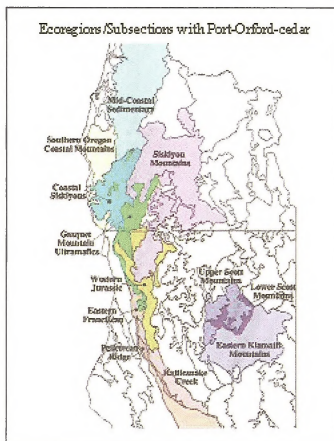 Ecoregions/Subsections with Port-Orford-cedar
Mid-Coastal
Sedimentary
Southern Oregon
Coastal Mountains
Siskiyou
Mountains
Coastal
Siskiyous
Gasquet
Mountain
Ultramafics
Western
Jurassic
Eastern
Franciscan
Pelletreau
Ridge
Rattlesnake
Creek
Upper Scott
Mountains
Lower Scott
Mountains
Eastern Klamath
Mountains